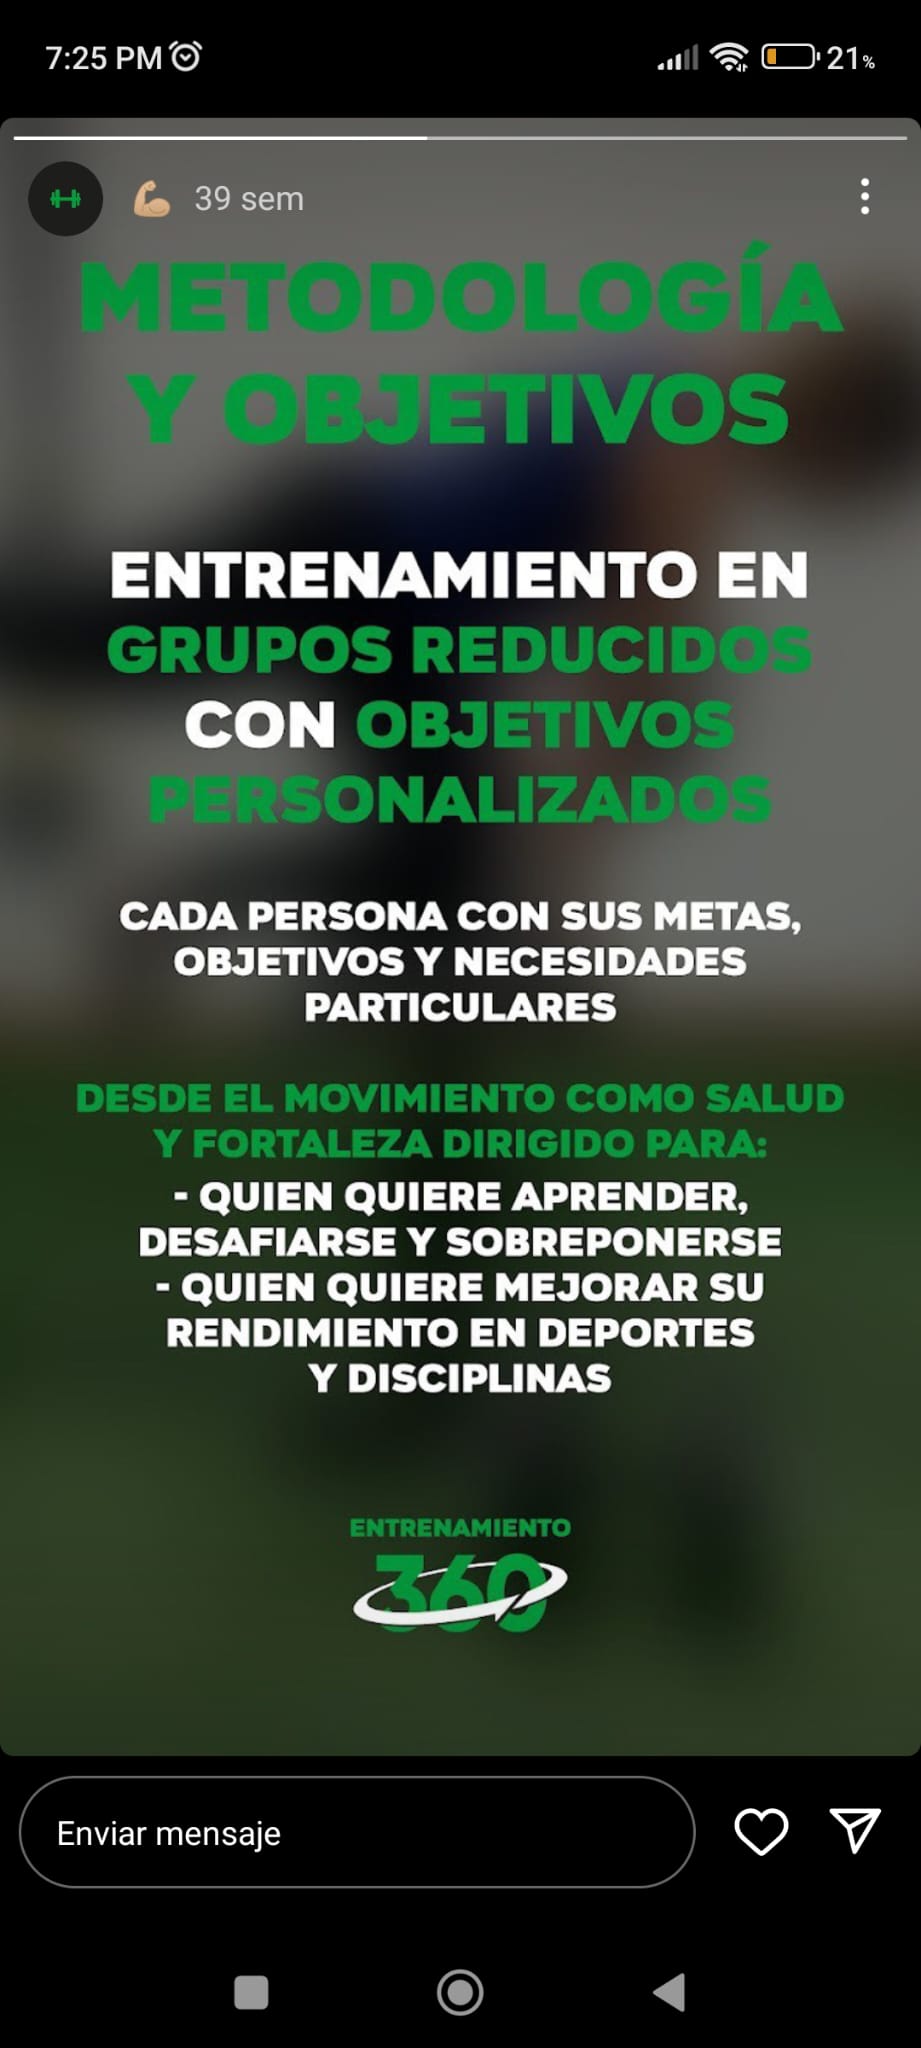 7:25 PM
21%
39 sem
METODOLOGÍA
Y OBJETIVOS
ENTRENAMIENTO EN
GRUPOS REDUCIDOS
CON OBJETIVOS
PERSONALIZADOS
CADA PERSONA CON SUS METAS,
OBJETIVOS Y NECESIDADES
PARTICULARES
DESDE EL MOVIMIENTO COMO SALUD
Y FORTALEZA DIRIGIDO PARA:
- QUIEN QUIERE APRENDER,
DESAFIARSE Y SOBREPONERSE
- QUIEN QUIERE MEJORAR SU
RENDIMIENTO EN DEPORTES
Y DISCIPLINAS
ENTRENAMIENTO
360
Enviar mensaje